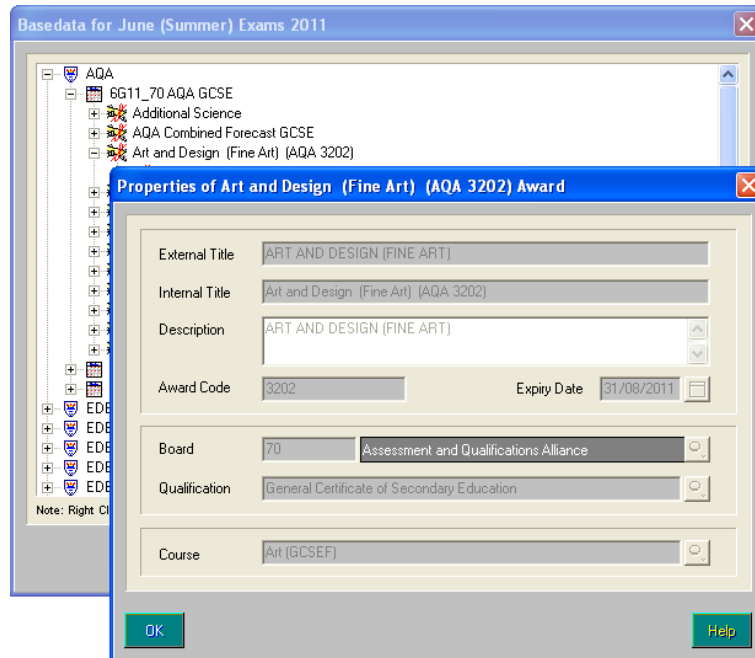 Basedata for June (Summer) Exams 2011
AQA
6G11_70 AQA GCSE
Additional Science
AQA Combined Forecast GCSE
Art and Design (Fine Art) (AQA 3202)
EDE
EDE
EDE
EDE
EDE
Note: Right Cl
Properties of Art and Design (Fine Art) (AQA 3202) Award
External Title ART AND DESIGN (FINE ART)
Internal Title Art and Design (Fine Art) (AQA 3202)
Description ART AND DESIGN (FINE ART)
Award Code 3202 Expiry Date 31/08/2011
Board 70 Assessment and Qualifications Alliance
Qualification General Certificate of Secondary Education
Course Art (GCSEF)
OK Help